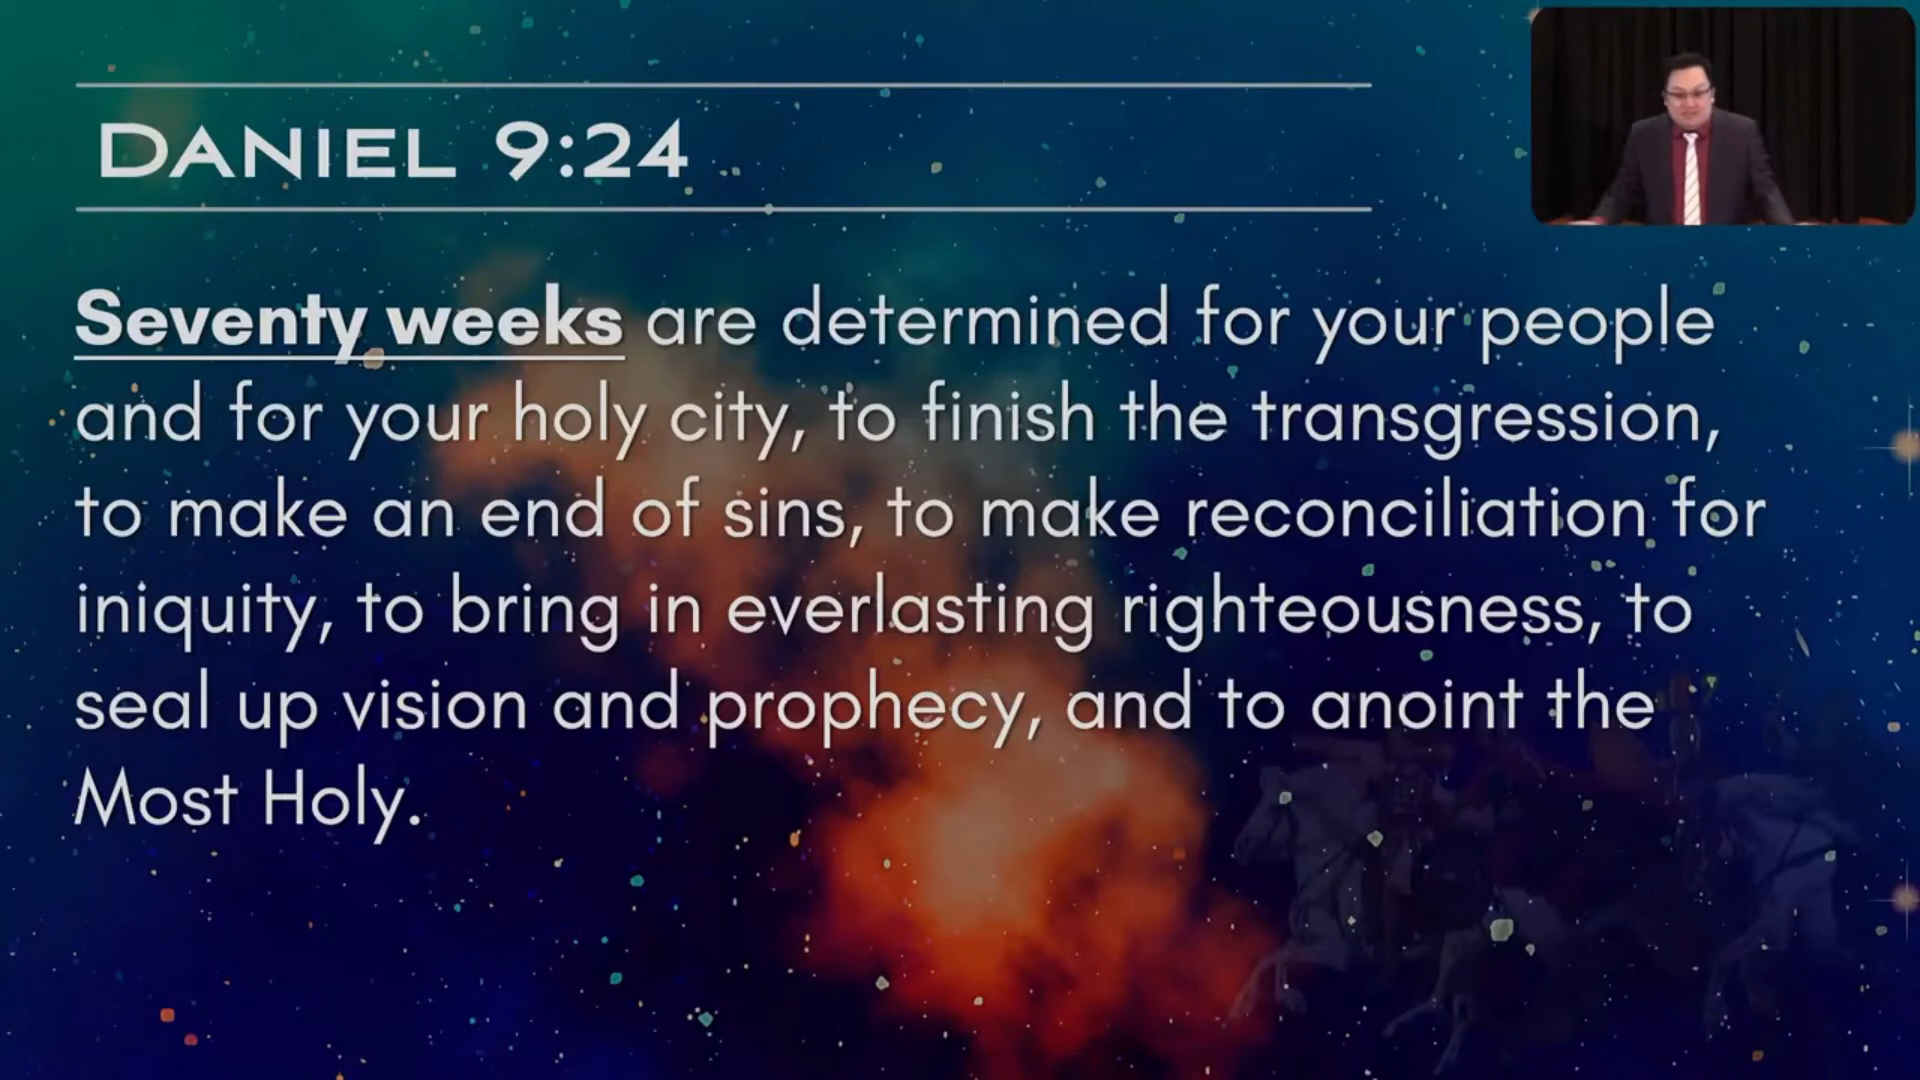 DANIEL 9:24
Seventy weeks are determined for your people
and for your holy city, to finish the transgression,
to make an end of sins, to make reconciliation for
iniquity, to bring in everlasting righteousness, to
seal up vision and prophecy, and to anoint the
Most Holy.